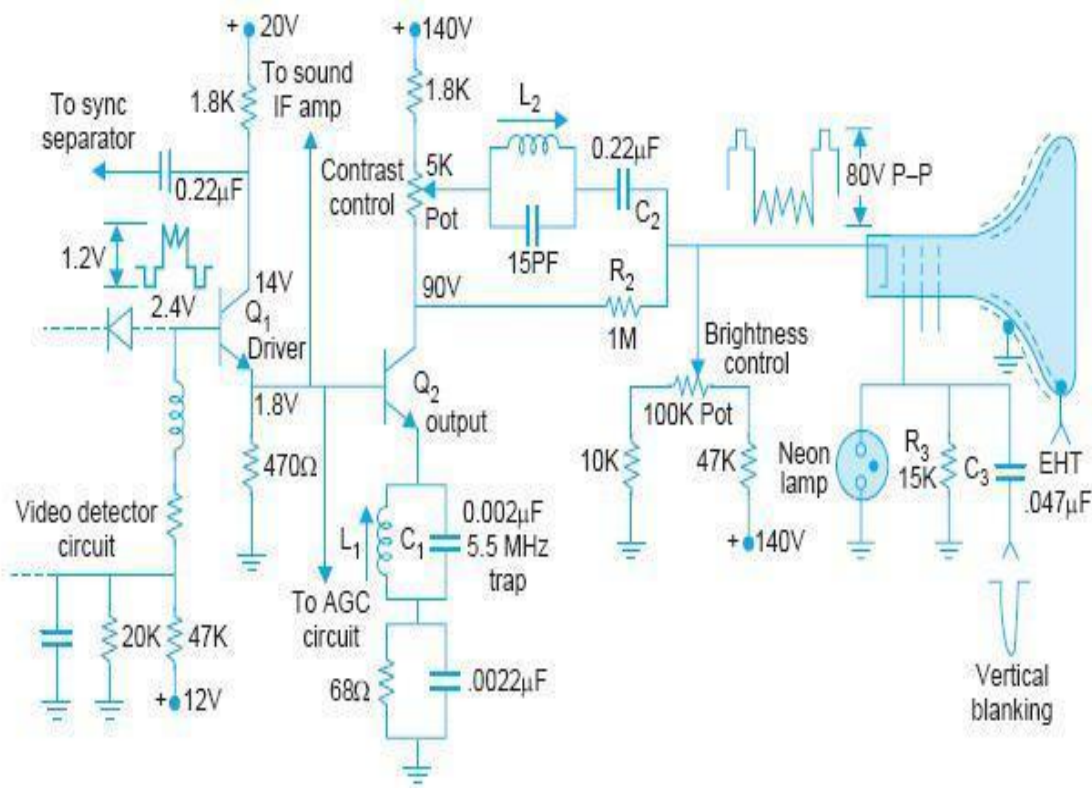 + 20V
+ 140V
To sound
IF amp
1.8K
1.8K
To sync
separator
L2
0.22μF
0.22μF
5K
Contrast
control
Pot
C2
80V P–P
15PF
1.2V
14V
2.4V
Q1
Driver
90V
R2
1M
Brightness
control
Q2
output
1.8V
100K Pot
470Ω
10K
47K
Neon
lamp
R3
15K
C3
EHT
.047μF
Video detector
circuit
L1
C1
0.002μF
5.5 MHz
trap
+ 140V
To AGC
circuit
20K
47K
68Ω
.0022μF
+ 12V
Vertical
blanking